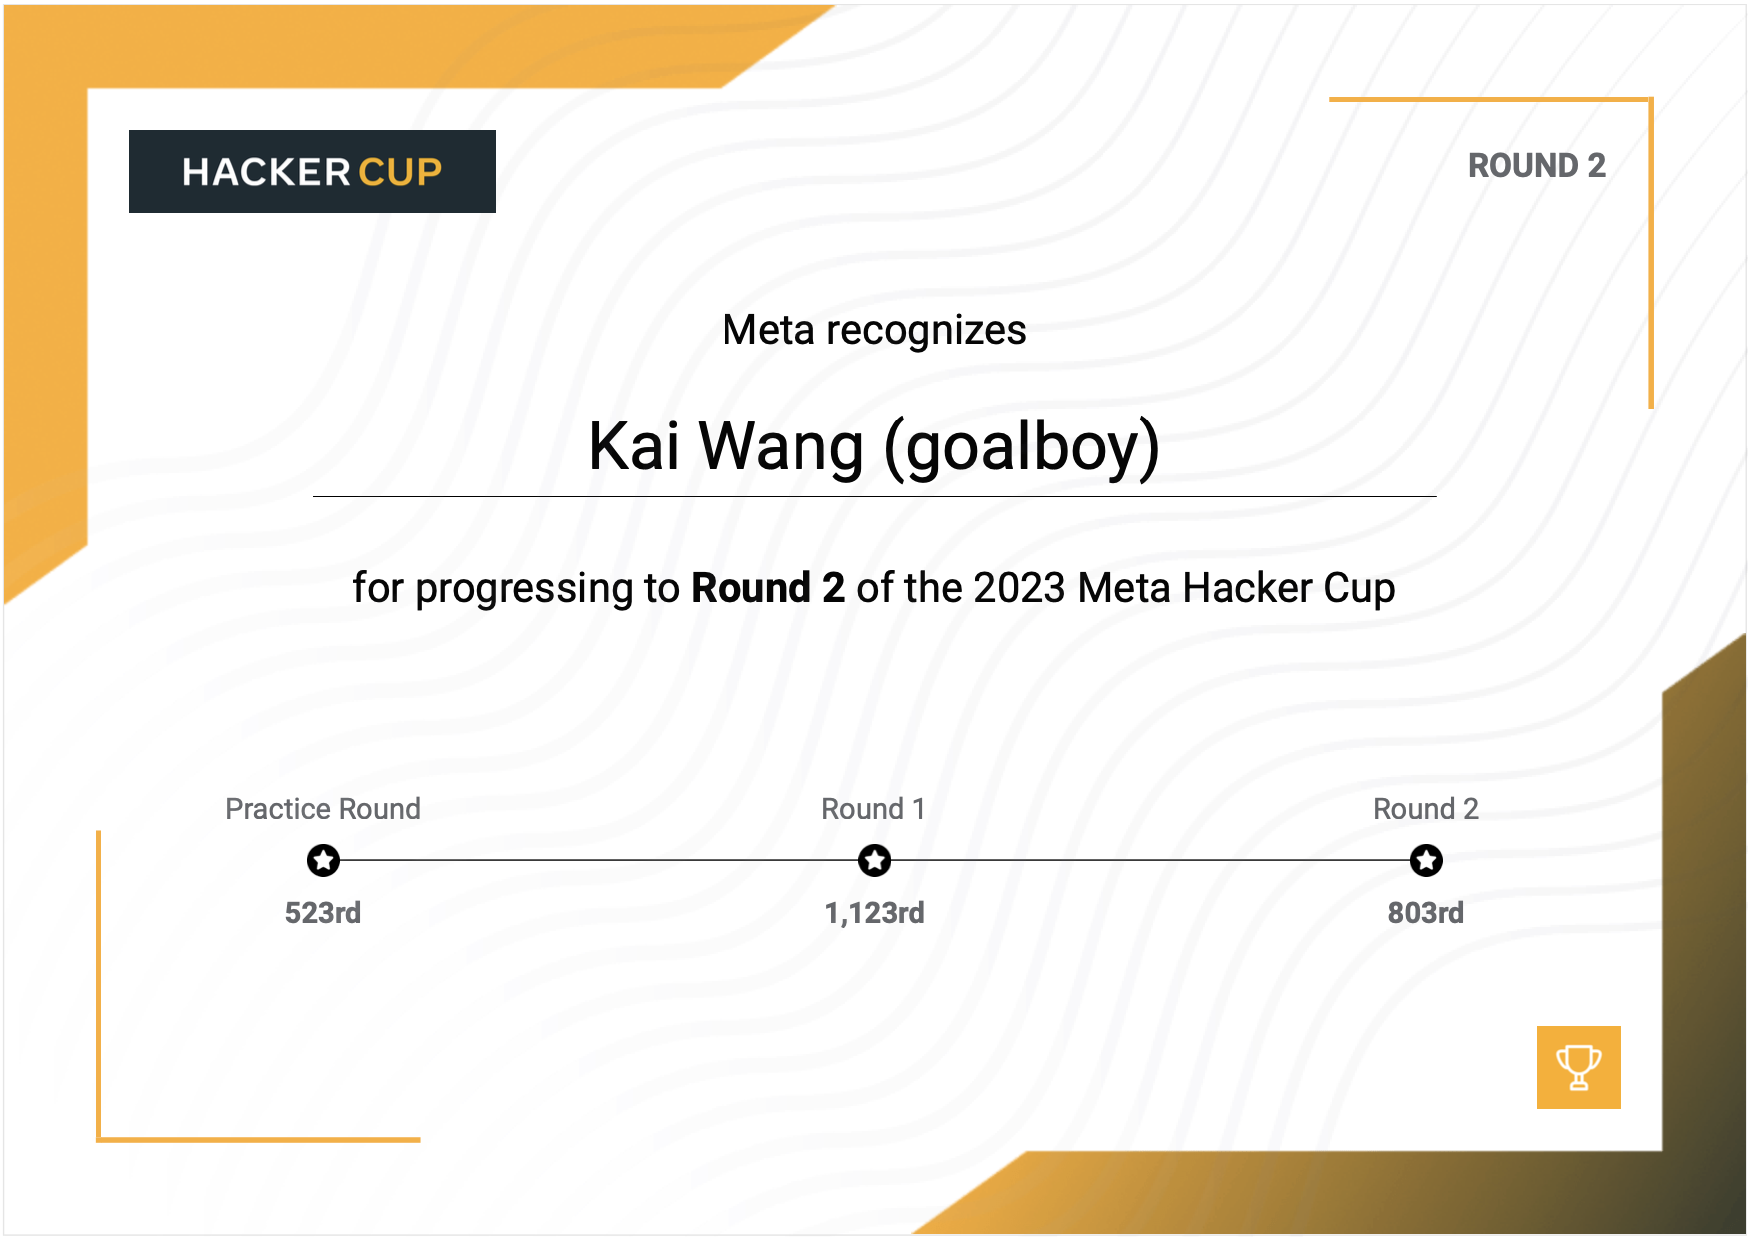 HACKER CUP
ROUND 2
Meta recognizes
Kai Wang (goalboy)
for progressing to Round 2 of the 2023 Meta Hacker Cup
Practice Round
Round 1
Round 2
523rd
1,123rd
803rd